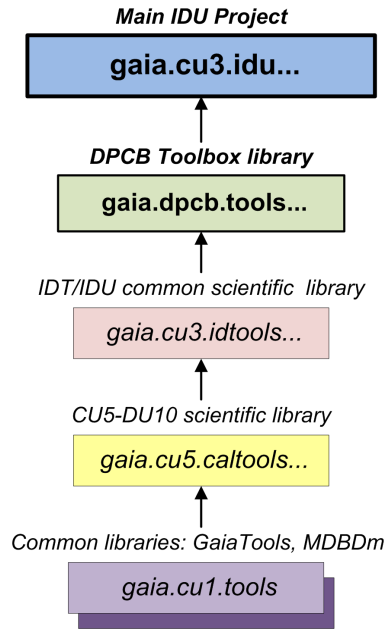 Main IDU Project
gaia.cu3.idu...
DPCB Toolbox library
gaia.dpcb.tools...
IDT/IDU common scientific library
gaia.cu3.idtools...
CU5-DU10 scientific library
gaia.cu5.caltools...
Common libraries: GaiaTools, MDBDm
gaia.cu1.tools